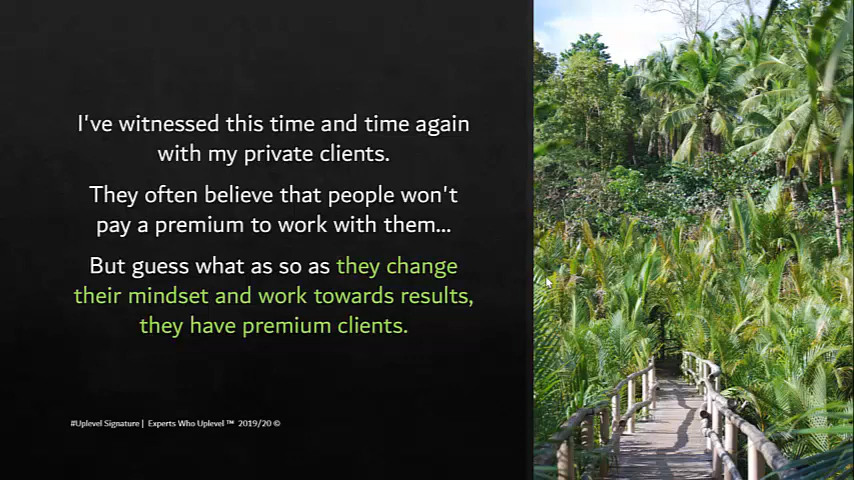 I've witnessed this time and time again
with my private clients.
They often believe that people won't
pay a premium to work with them...
But guess what as so as they change
their mindset and work towards results,
they have premium clients.
#Uplevel Signature | Experts Who Uplevel ™ 2019/20 ©